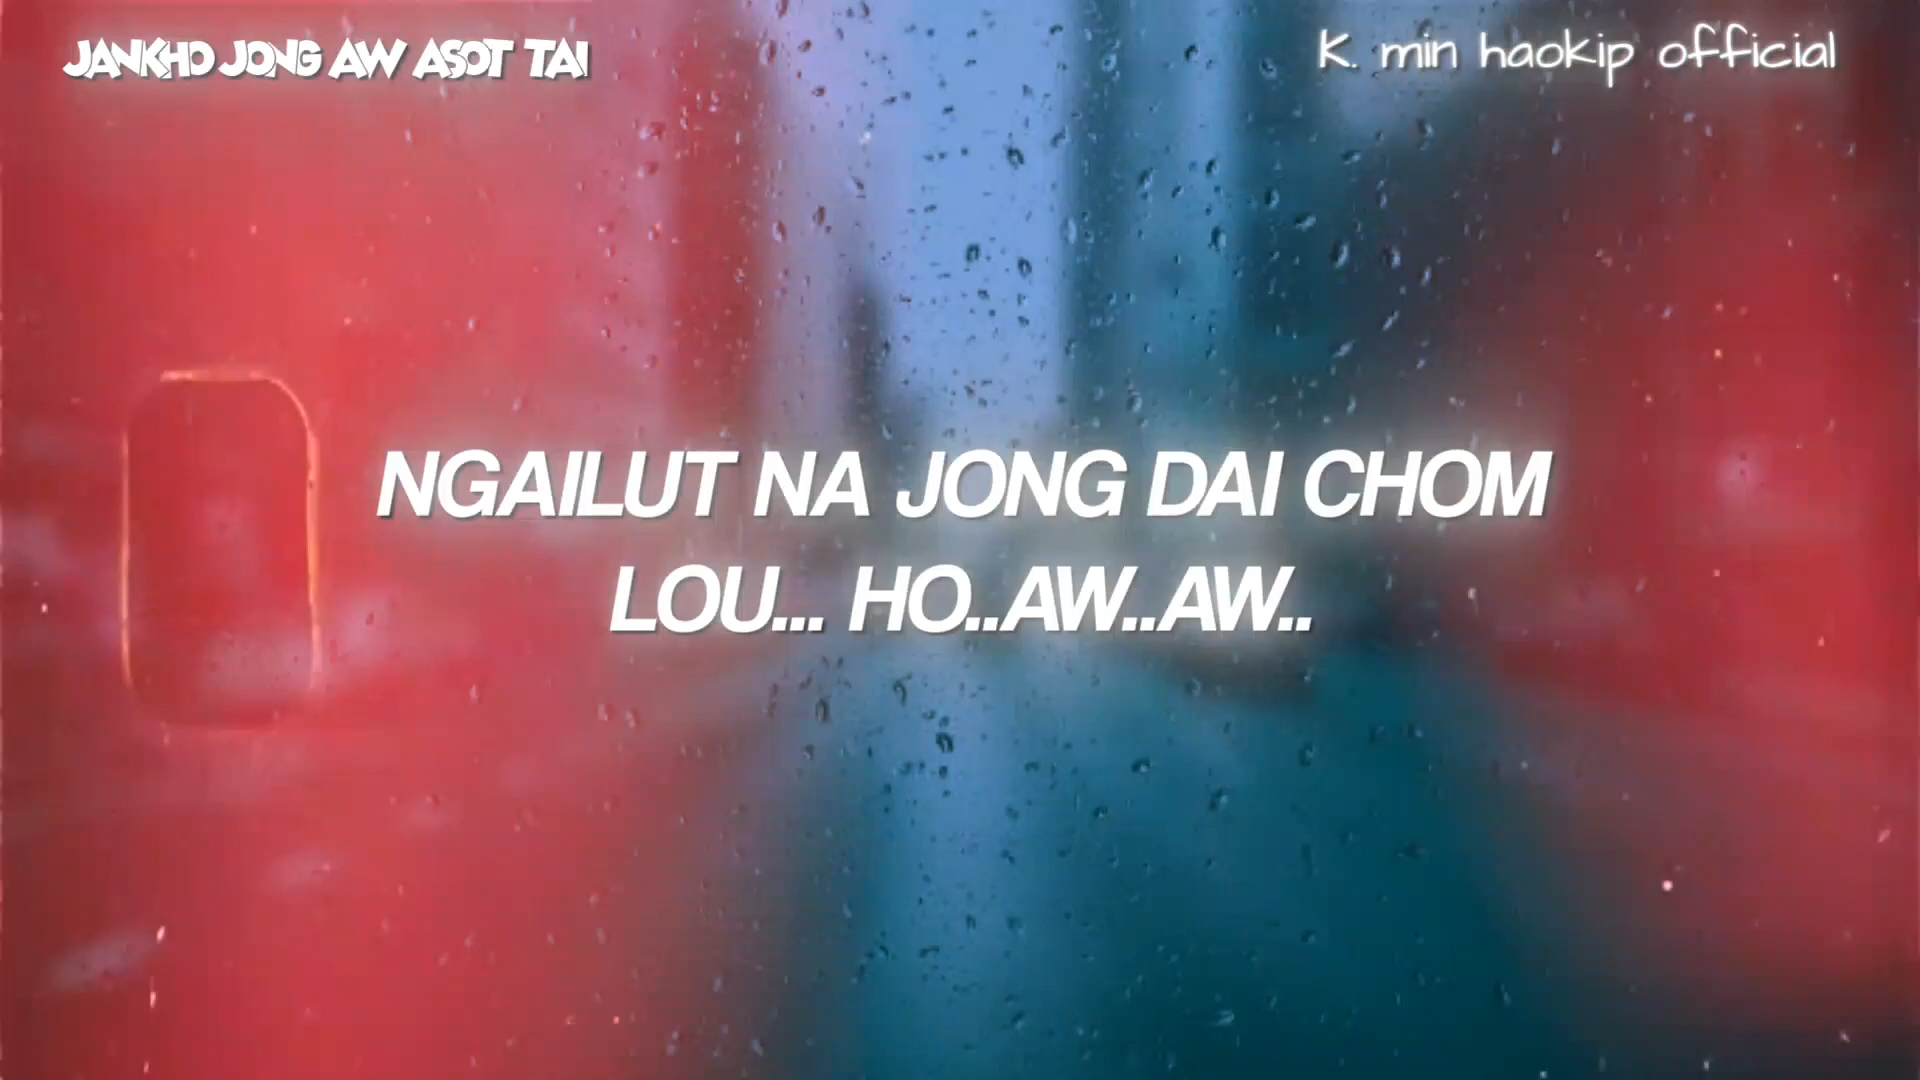 JANKHO JONG AW ASOT TAI
K. min haokip official
NGAILUT NA JONG DAI CHOM
LOU... HO..AW..AW..